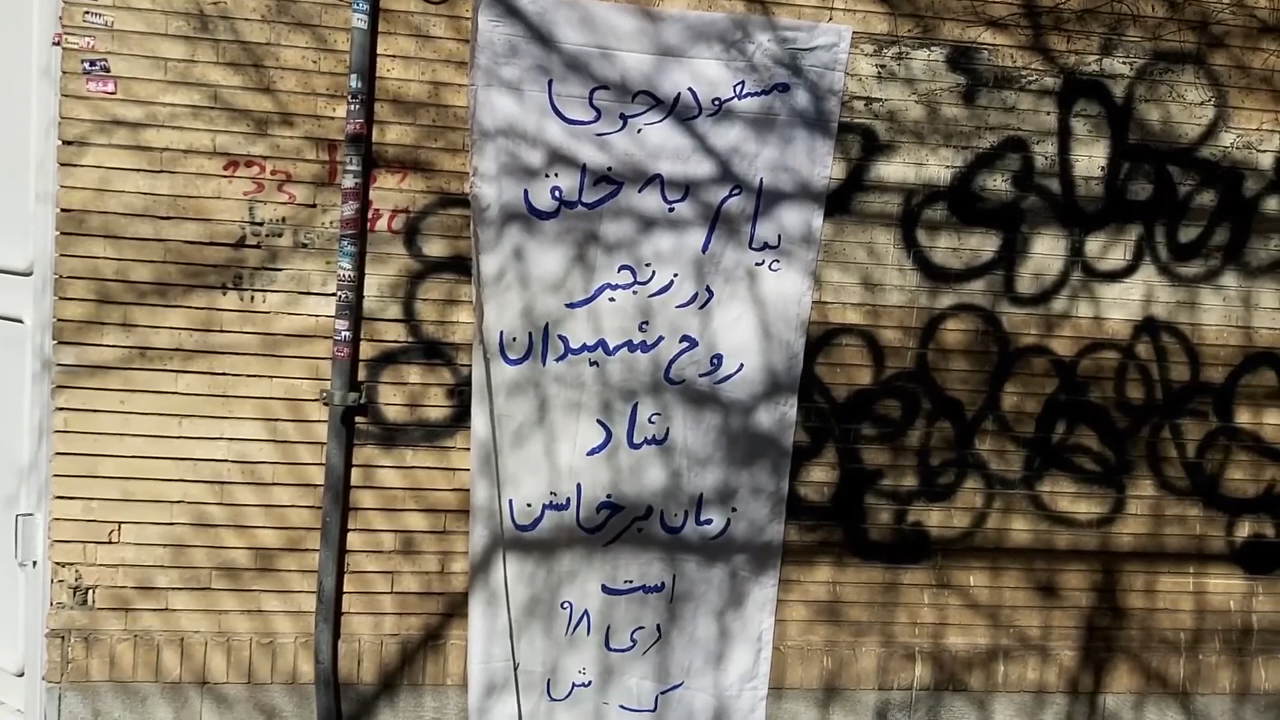 مسعود رجوی
پیام به خلق
در زنجیر
روح شهیدان
شاد
زمان برخاستن
است
دی ۹۸
ک . ش